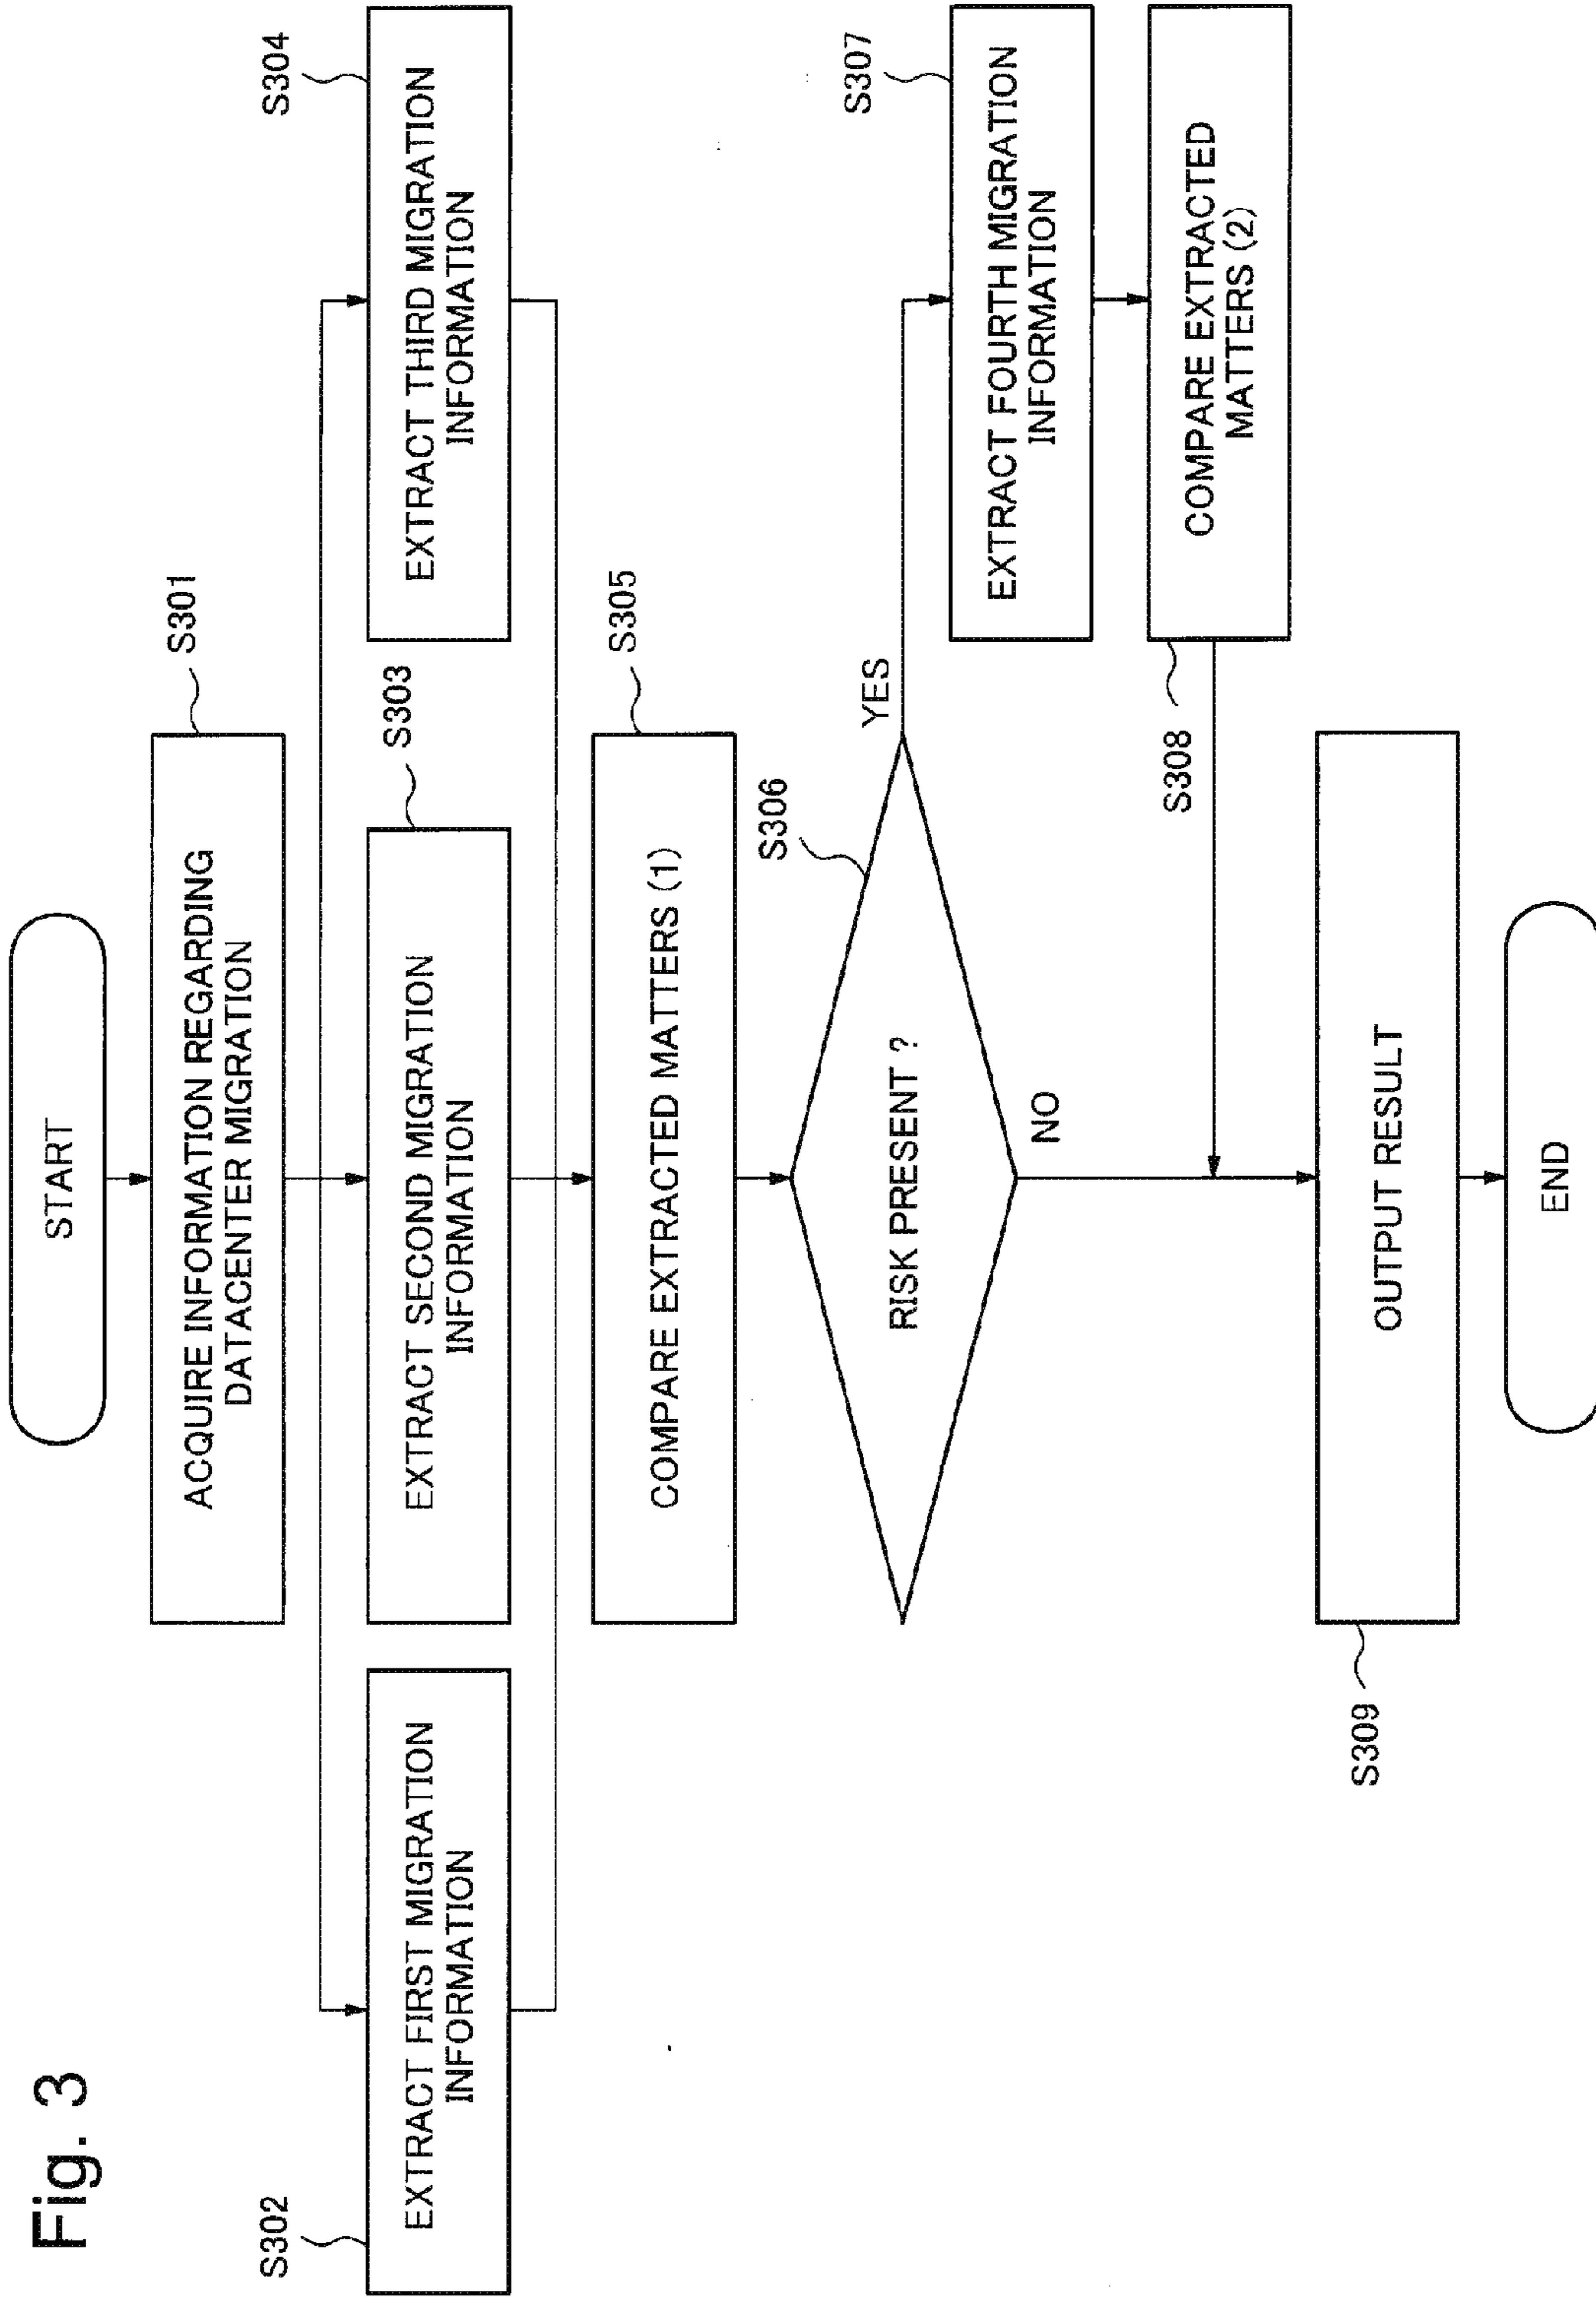 Fig. 3
START
ACQUIRE INFORMATION REGARDING
DATACENTER MIGRATION
S301
S302
EXTRACT FIRST MIGRATION
INFORMATION
EXTRACT SECOND MIGRATION
INFORMATION
S303
EXTRACT THIRD MIGRATION
INFORMATION
S304
COMPARE EXTRACTED MATTERS (1)
S305
RISK PRESENT ?
S306
YES
NO
EXTRACT FOURTH MIGRATION
INFORMATION
S307
COMPARE EXTRACTED
MATTERS (2)
S308
OUTPUT RESULT
S309
END